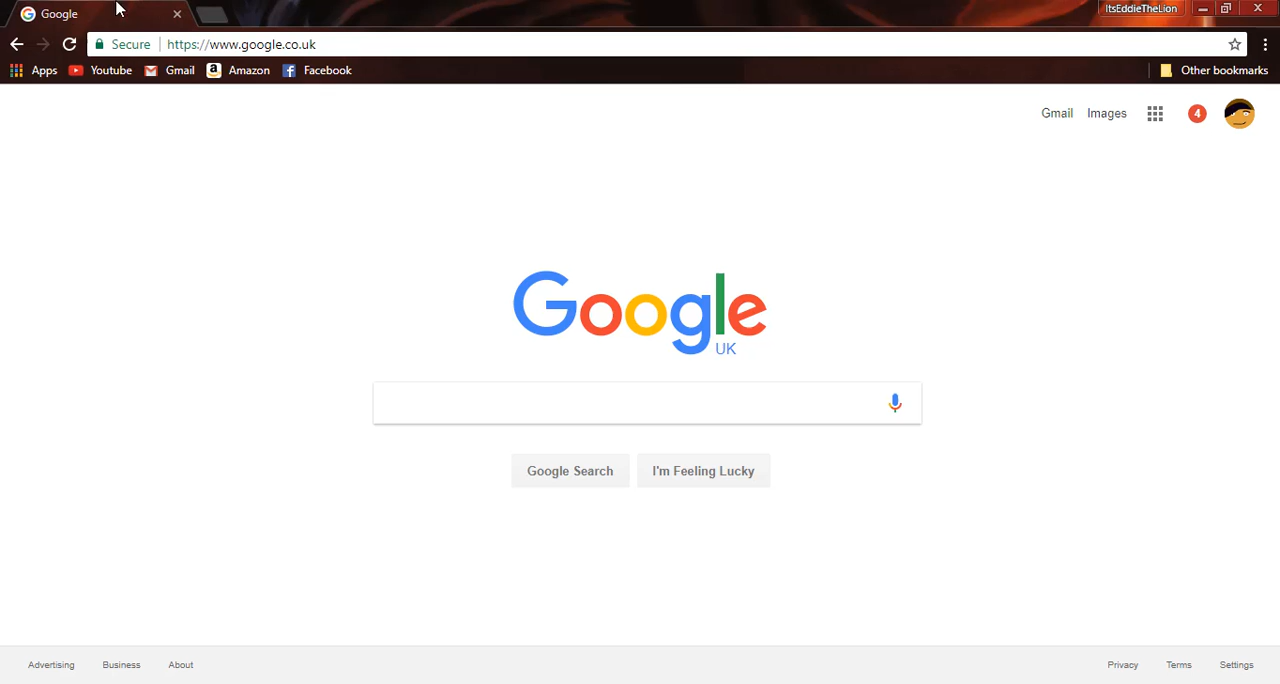 Google
ItsEddieTheLion
Secure https://www.google.co.uk
Apps Youtube Gmail Amazon Facebook Other bookmarks
Gmail Images 4
Google
UK
Google Search I'm Feeling Lucky
Advertising Business About Privacy Terms Settings